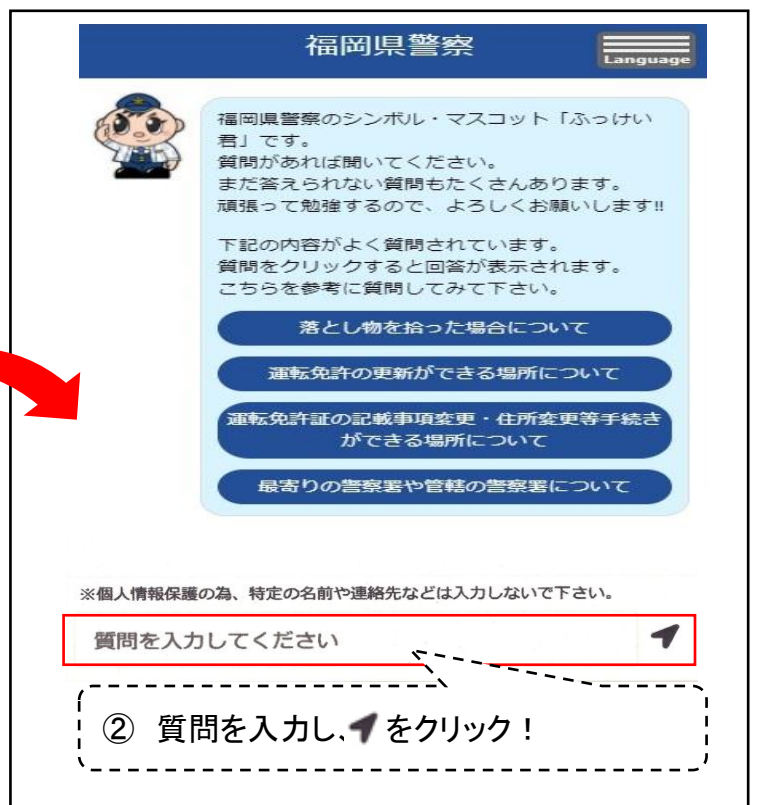 福岡県警察
Language
福岡県警察のシンボル・マスコット「ふっけい
君」です。
質問があれば聞いてください。
まだ答えられない質問もたくさんあります。
頑張って勉強するので、よろしくお願いします!!
下記の内容がよく質問されています。
質問をクリックすると回答が表示されます。
こちらを参考に質問してみて下さい。
落とし物を拾った場合について
運転免許の更新ができる場所について
運転免許証の記載事項変更・住所変更等手続き
ができる場所について
最寄りの警察署や管轄の警察署について
※個人情報保護の為、特定の名前や連絡先などは入力しないで下さい。
質問を入力してください
② 質問を入力し、をクリック！